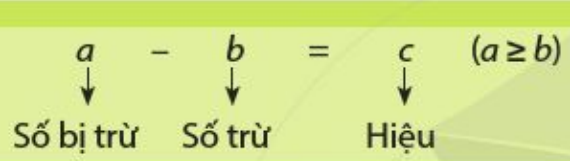 a – b = c (a ≥ b)
Số bị trừ Số trừ Hiệu